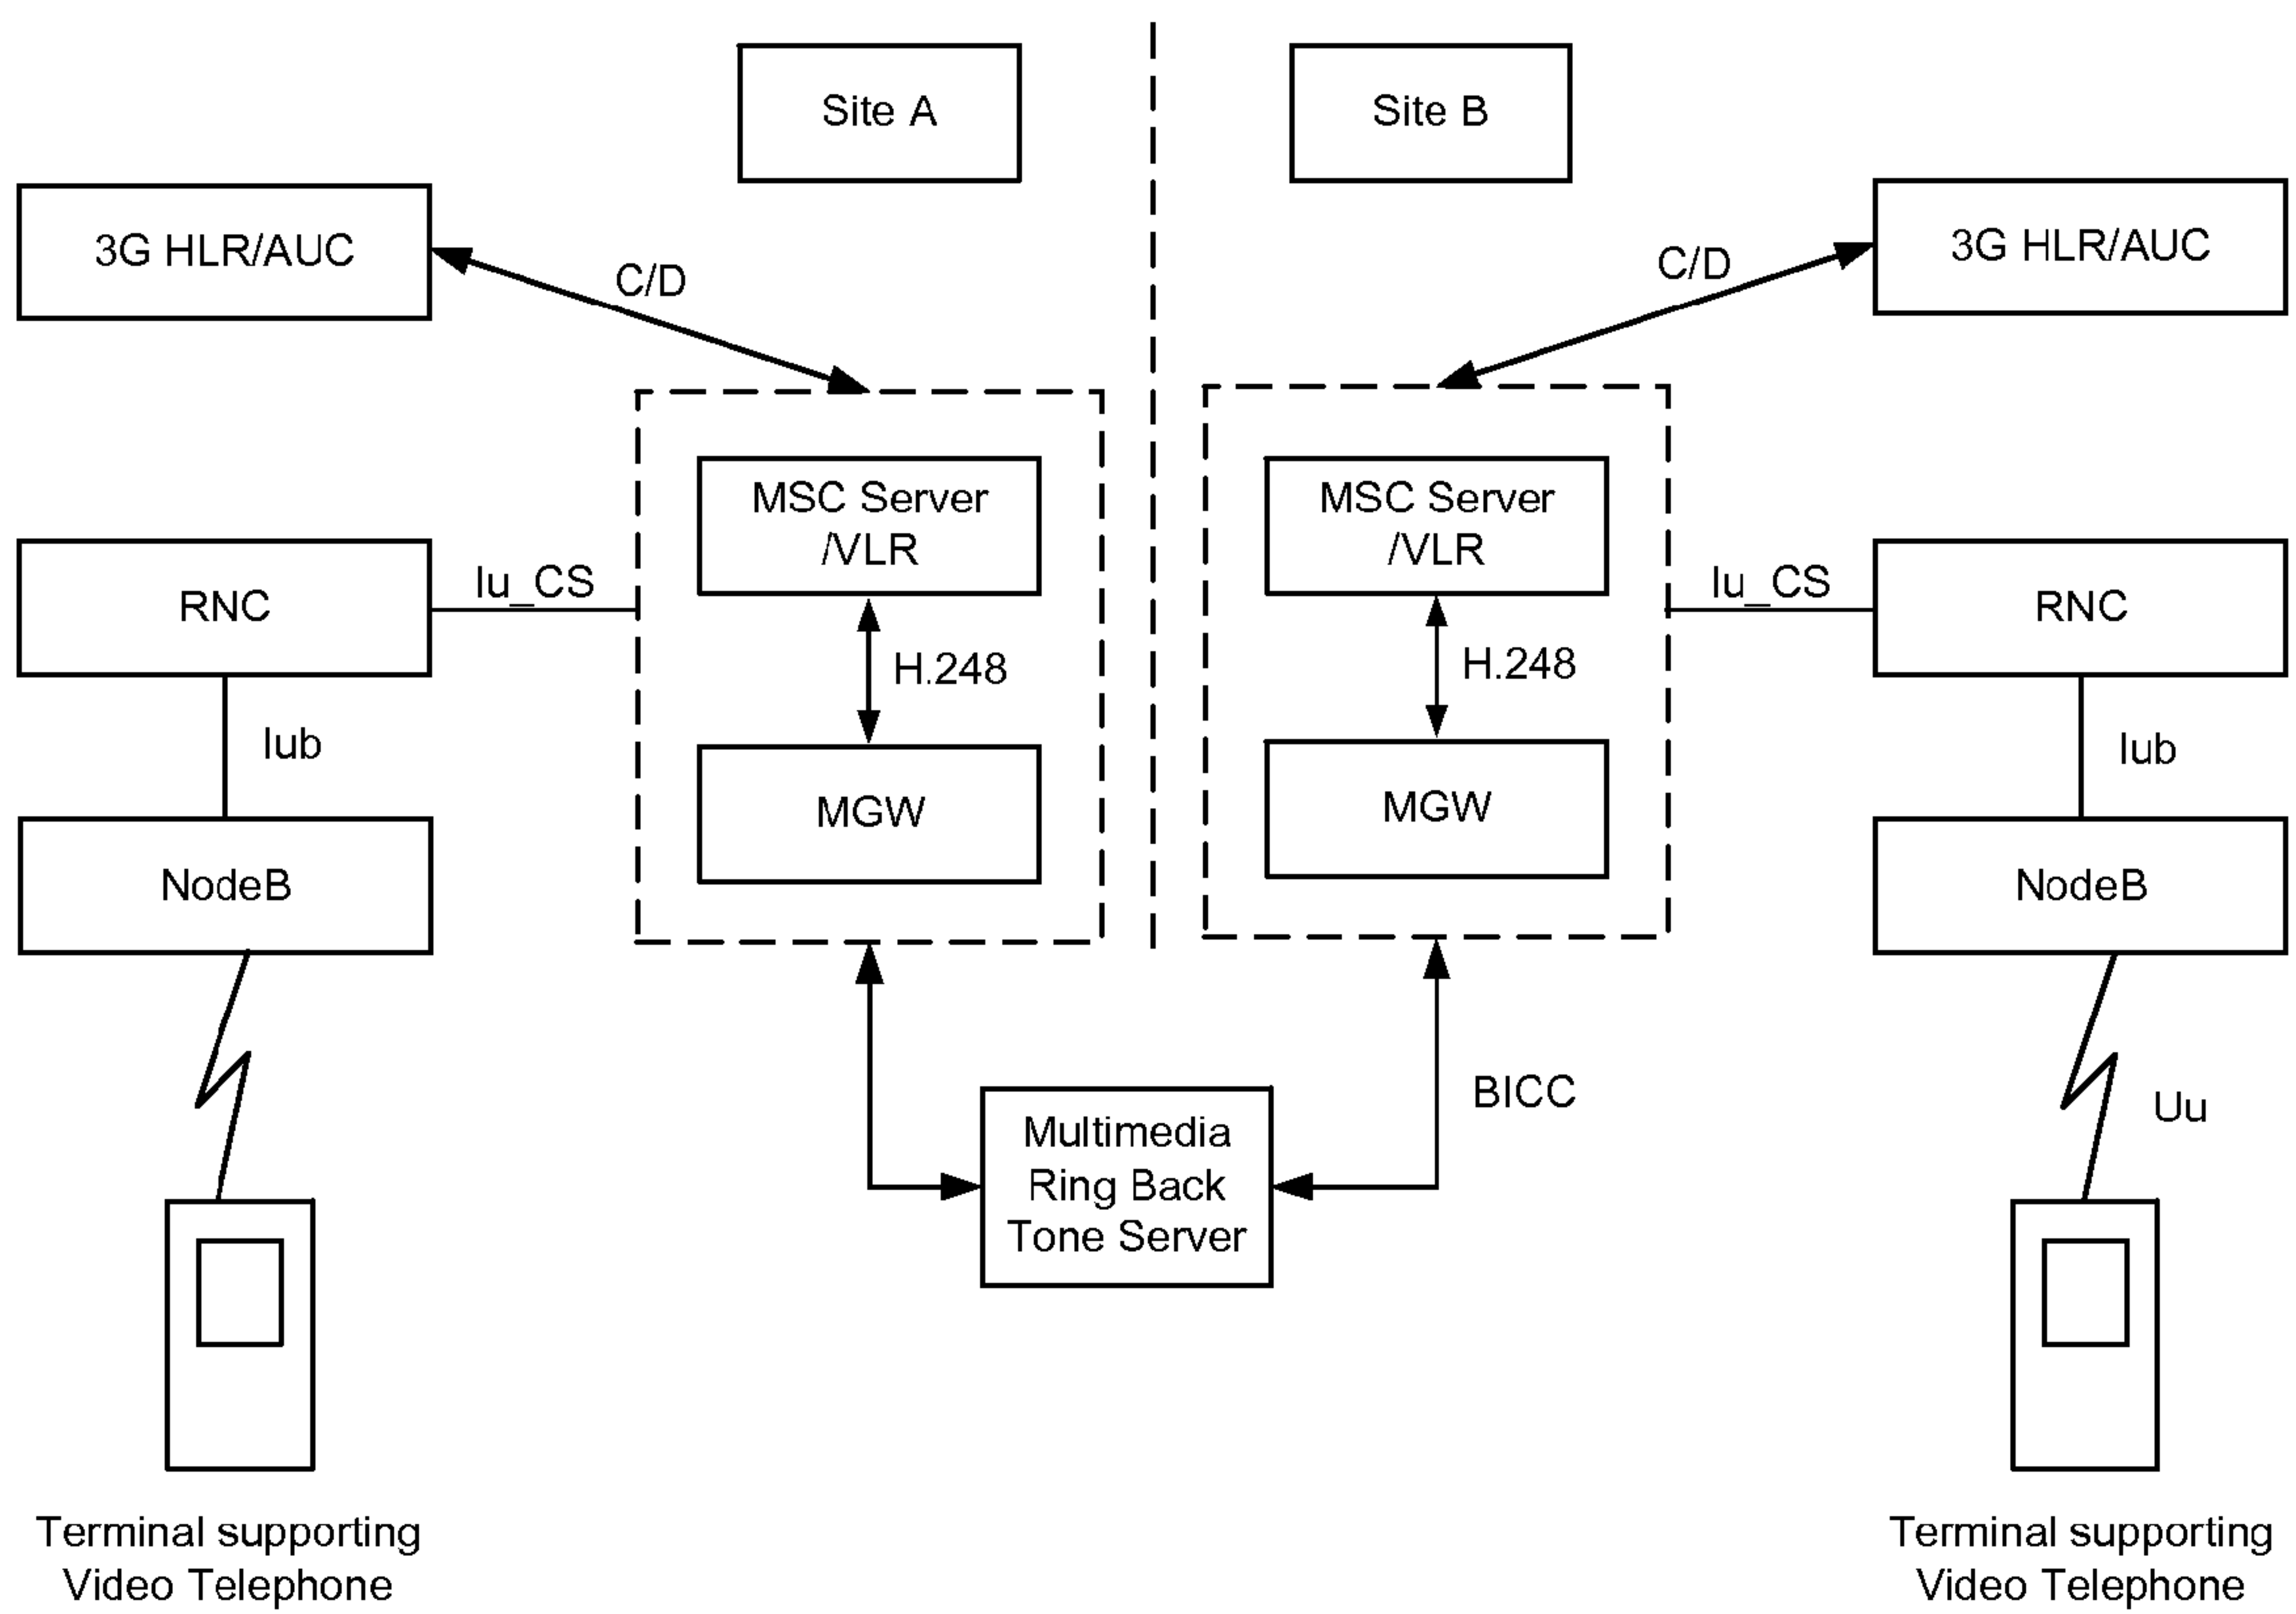 Site A
Site B
3G HLR/AUC
C/D
C/D
3G HLR/AUC
MSC Server
/VLR
MSC Server
/VLR
RNC
Iu_CS
Iu_CS
RNC
H.248
H.248
Iub
Iub
MGW
MGW
NodeB
NodeB
BICC
Uu
Multimedia
Ring Back
Tone Server
Terminal supporting
Video Telephone
Terminal supporting
Video Telephone